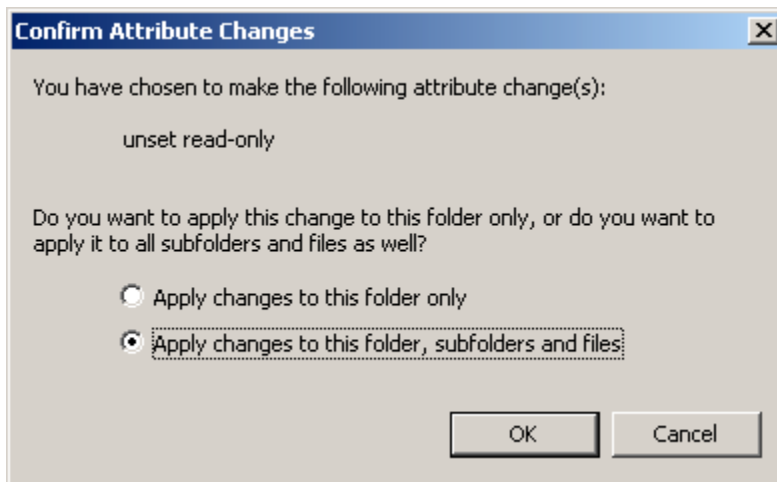 Confirm Attribute Changes
You have chosen to make the following attribute change(s):
unset read-only
Do you want to apply this change to this folder only, or do you want to
apply it to all subfolders and files as well?
Apply changes to this folder only
Apply changes to this folder, subfolders and files
OK Cancel